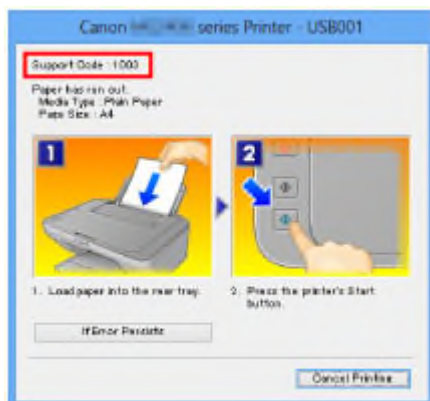 Canon series Printer - USB001
Support Code : 1003
Paper has run out.
Media Type : Plain Paper
Page Size : A4
1
2
1. Load paper into the rear tray.
2. Press the printer's Start
button.
If Error Persists
Cancel Printing